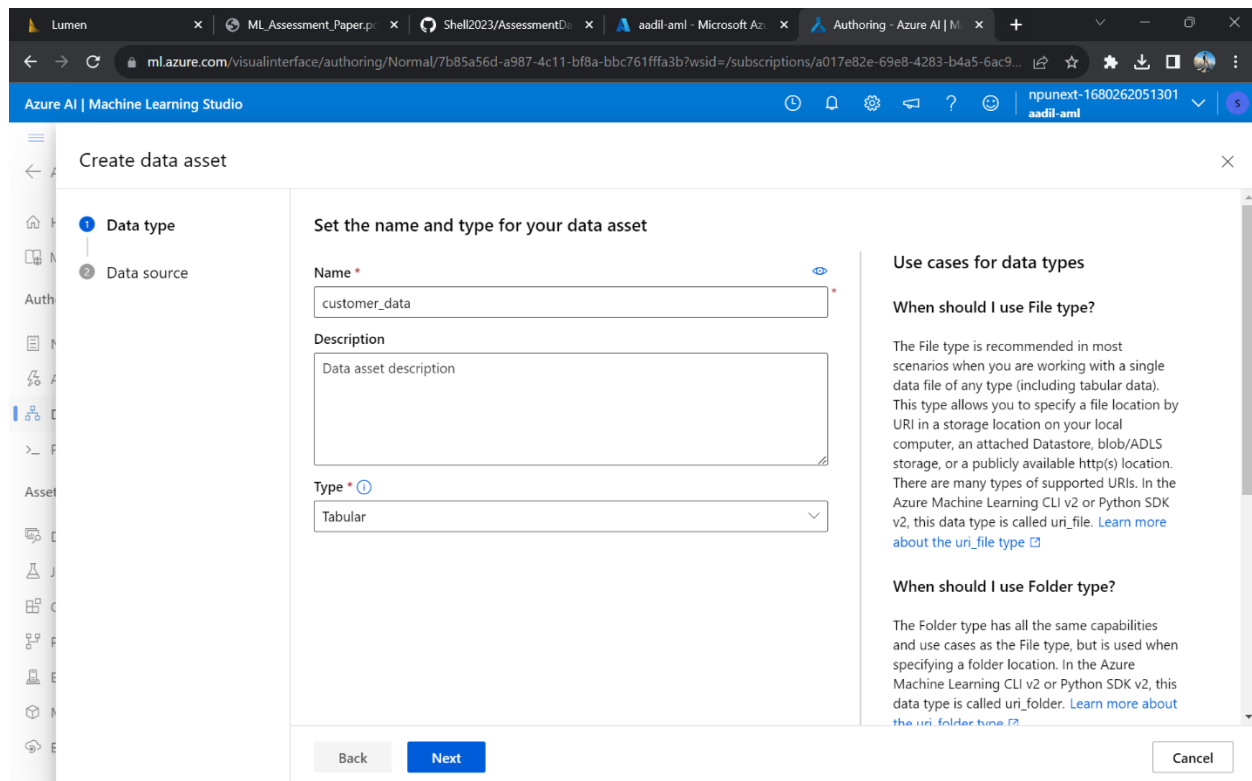 Lumen
ML_Assessment_Paper.pc
Shell2023/AssessmentDa
aadil-aml - Microsoft Azu
Authoring - Azure AI | M
ml.azure.com/visualinterface/authoring/Normal/7b85a56d-a987-4c11-bf8a-bbc761fffa3b?wsid=/subscriptions/a017e82e-69e8-4283-b4a5-6ac9...
Azure AI | Machine Learning Studio
npunext-1680262051301
aadil-aml
S
Create data asset
1 Data type
2 Data source
Auth
Asset
Set the name and type for your data asset
Name *
customer_data
*
Description
Data asset description
Type *
Tabular
Use cases for data types
When should I use File type?
The File type is recommended in most
scenarios when you are working with a single
data file of any type (including tabular data).
This type allows you to specify a file location by
URI in a storage location on your local
computer, an attached Datastore, blob/ADLS
storage, or a publicly available http(s) location.
There are many types of supported URIs. In the
Azure Machine Learning CLI v2 or Python SDK
v2, this data type is called uri_file. Learn more
about the uri_file type
When should I use Folder type?
The Folder type has all the same capabilities
and use cases as the File type, but is used when
specifying a folder location. In the Azure
Machine Learning CLI v2 or Python SDK v2, this
data type is called uri_folder. Learn more about
the uri_folder type
Back
Next
Cancel